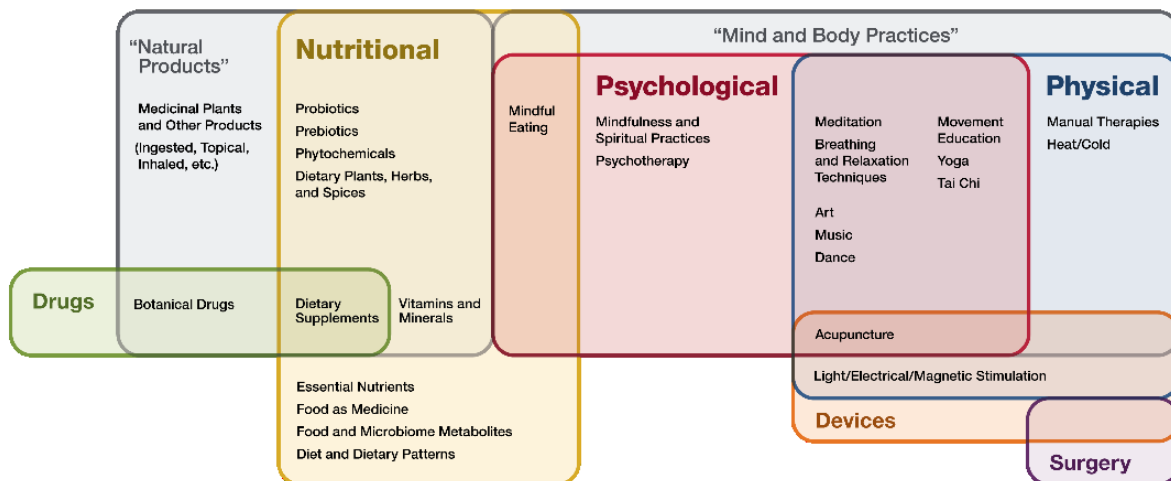 “Natural
Products”
Medicinal Plants
and Other Products
(Ingested, Topical,
Inhaled, etc.)
Nutritional
Probiotics
Prebiotics
Phytochemicals
Dietary Plants, Herbs,
and Spices
“Mind and Body Practices”
Mindful
Eating
Psychological
Mindfulness and
Spiritual Practices
Psychotherapy
Meditation
Breathing
and Relaxation
Techniques
Art
Music
Dance
Movement
Education
Yoga
Tai Chi
Physical
Manual Therapies
Heat/Cold
Drugs
Botanical Drugs
Dietary
Supplements
Vitamins and
Minerals
Acupuncture
Light/Electrical/Magnetic Stimulation
Essential Nutrients
Food as Medicine
Food and Microbiome Metabolites
Diet and Dietary Patterns
Devices
Surgery